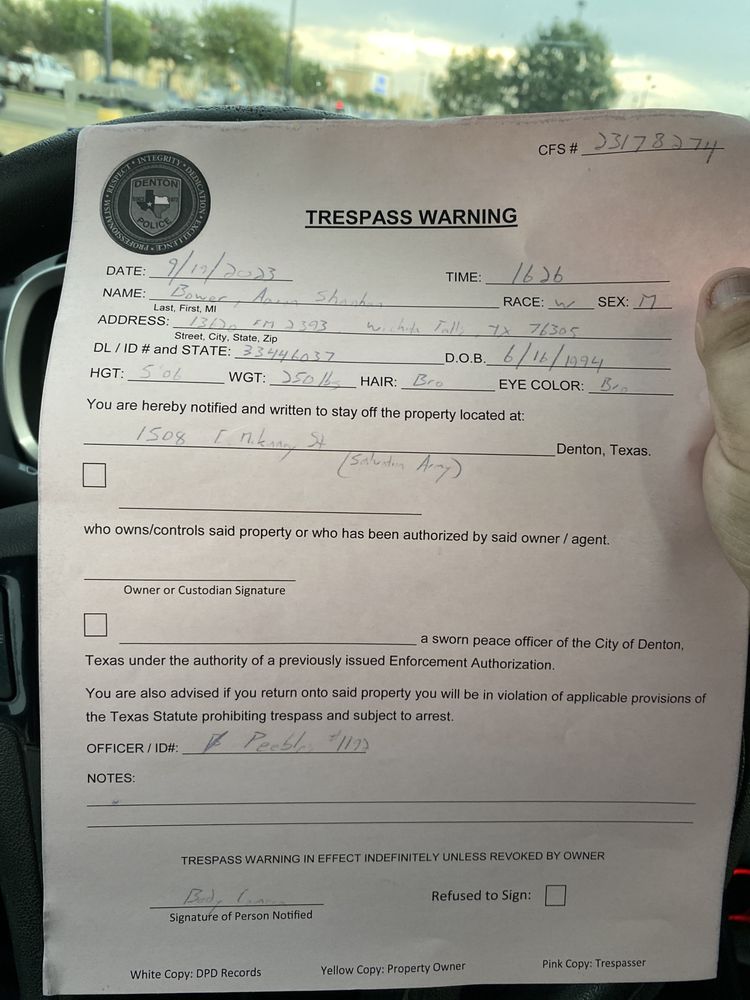 CFS # 23178274
PROFESSIONALISM • RESPECT • INTEGRITY • DEDICATION • EXCELLENCE
DENTON
POLICE
TRESPASS WARNING
DATE: 9/19/2023 TIME: 1626
NAME: Bower, Aaron RACE: W SEX: M
Last, First, MI
ADDRESS: FM 2393 Wichita Falls, TX 76305
Street, City, State, Zip
DL / ID # and STATE: 33446037 D.O.B. 6/16/1994
HGT: 5'06 WGT: 250 lbs HAIR: Bro EYE COLOR: Bro
You are hereby notified and written to stay off the property located at:
1508 E McKinney St Denton, Texas.
(Salvation Army)
who owns/controls said property or who has been authorized by said owner / agent.
Owner or Custodian Signature
a sworn peace officer of the City of Denton,
Texas under the authority of a previously issued Enforcement Authorization.
You are also advised if you return onto said property you will be in violation of applicable provisions of
the Texas Statute prohibiting trespass and subject to arrest.
OFFICER / ID#: Peebles
NOTES:
TRESPASS WARNING IN EFFECT INDEFINITELY UNLESS REVOKED BY OWNER
Body Camera Refused to Sign:
Signature of Person Notified
White Copy: DPD Records Yellow Copy: Property Owner Pink Copy: Trespasser